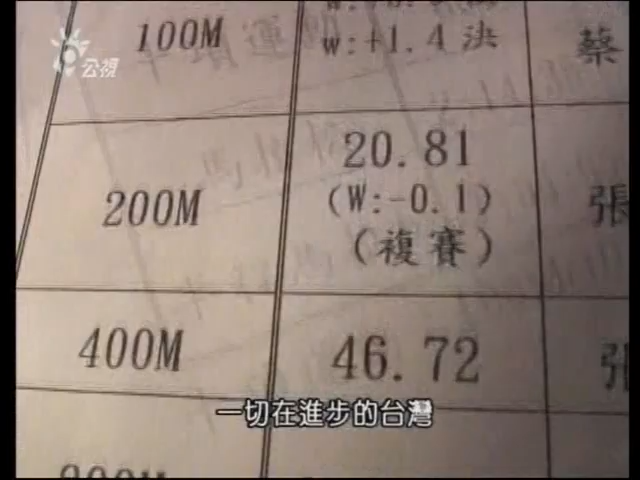 公視
100M
w:+1.4 決
蔡
200M
20.81
(W:-0.1)
(複賽)
張
400M
46.72
張
一切在進步的台灣